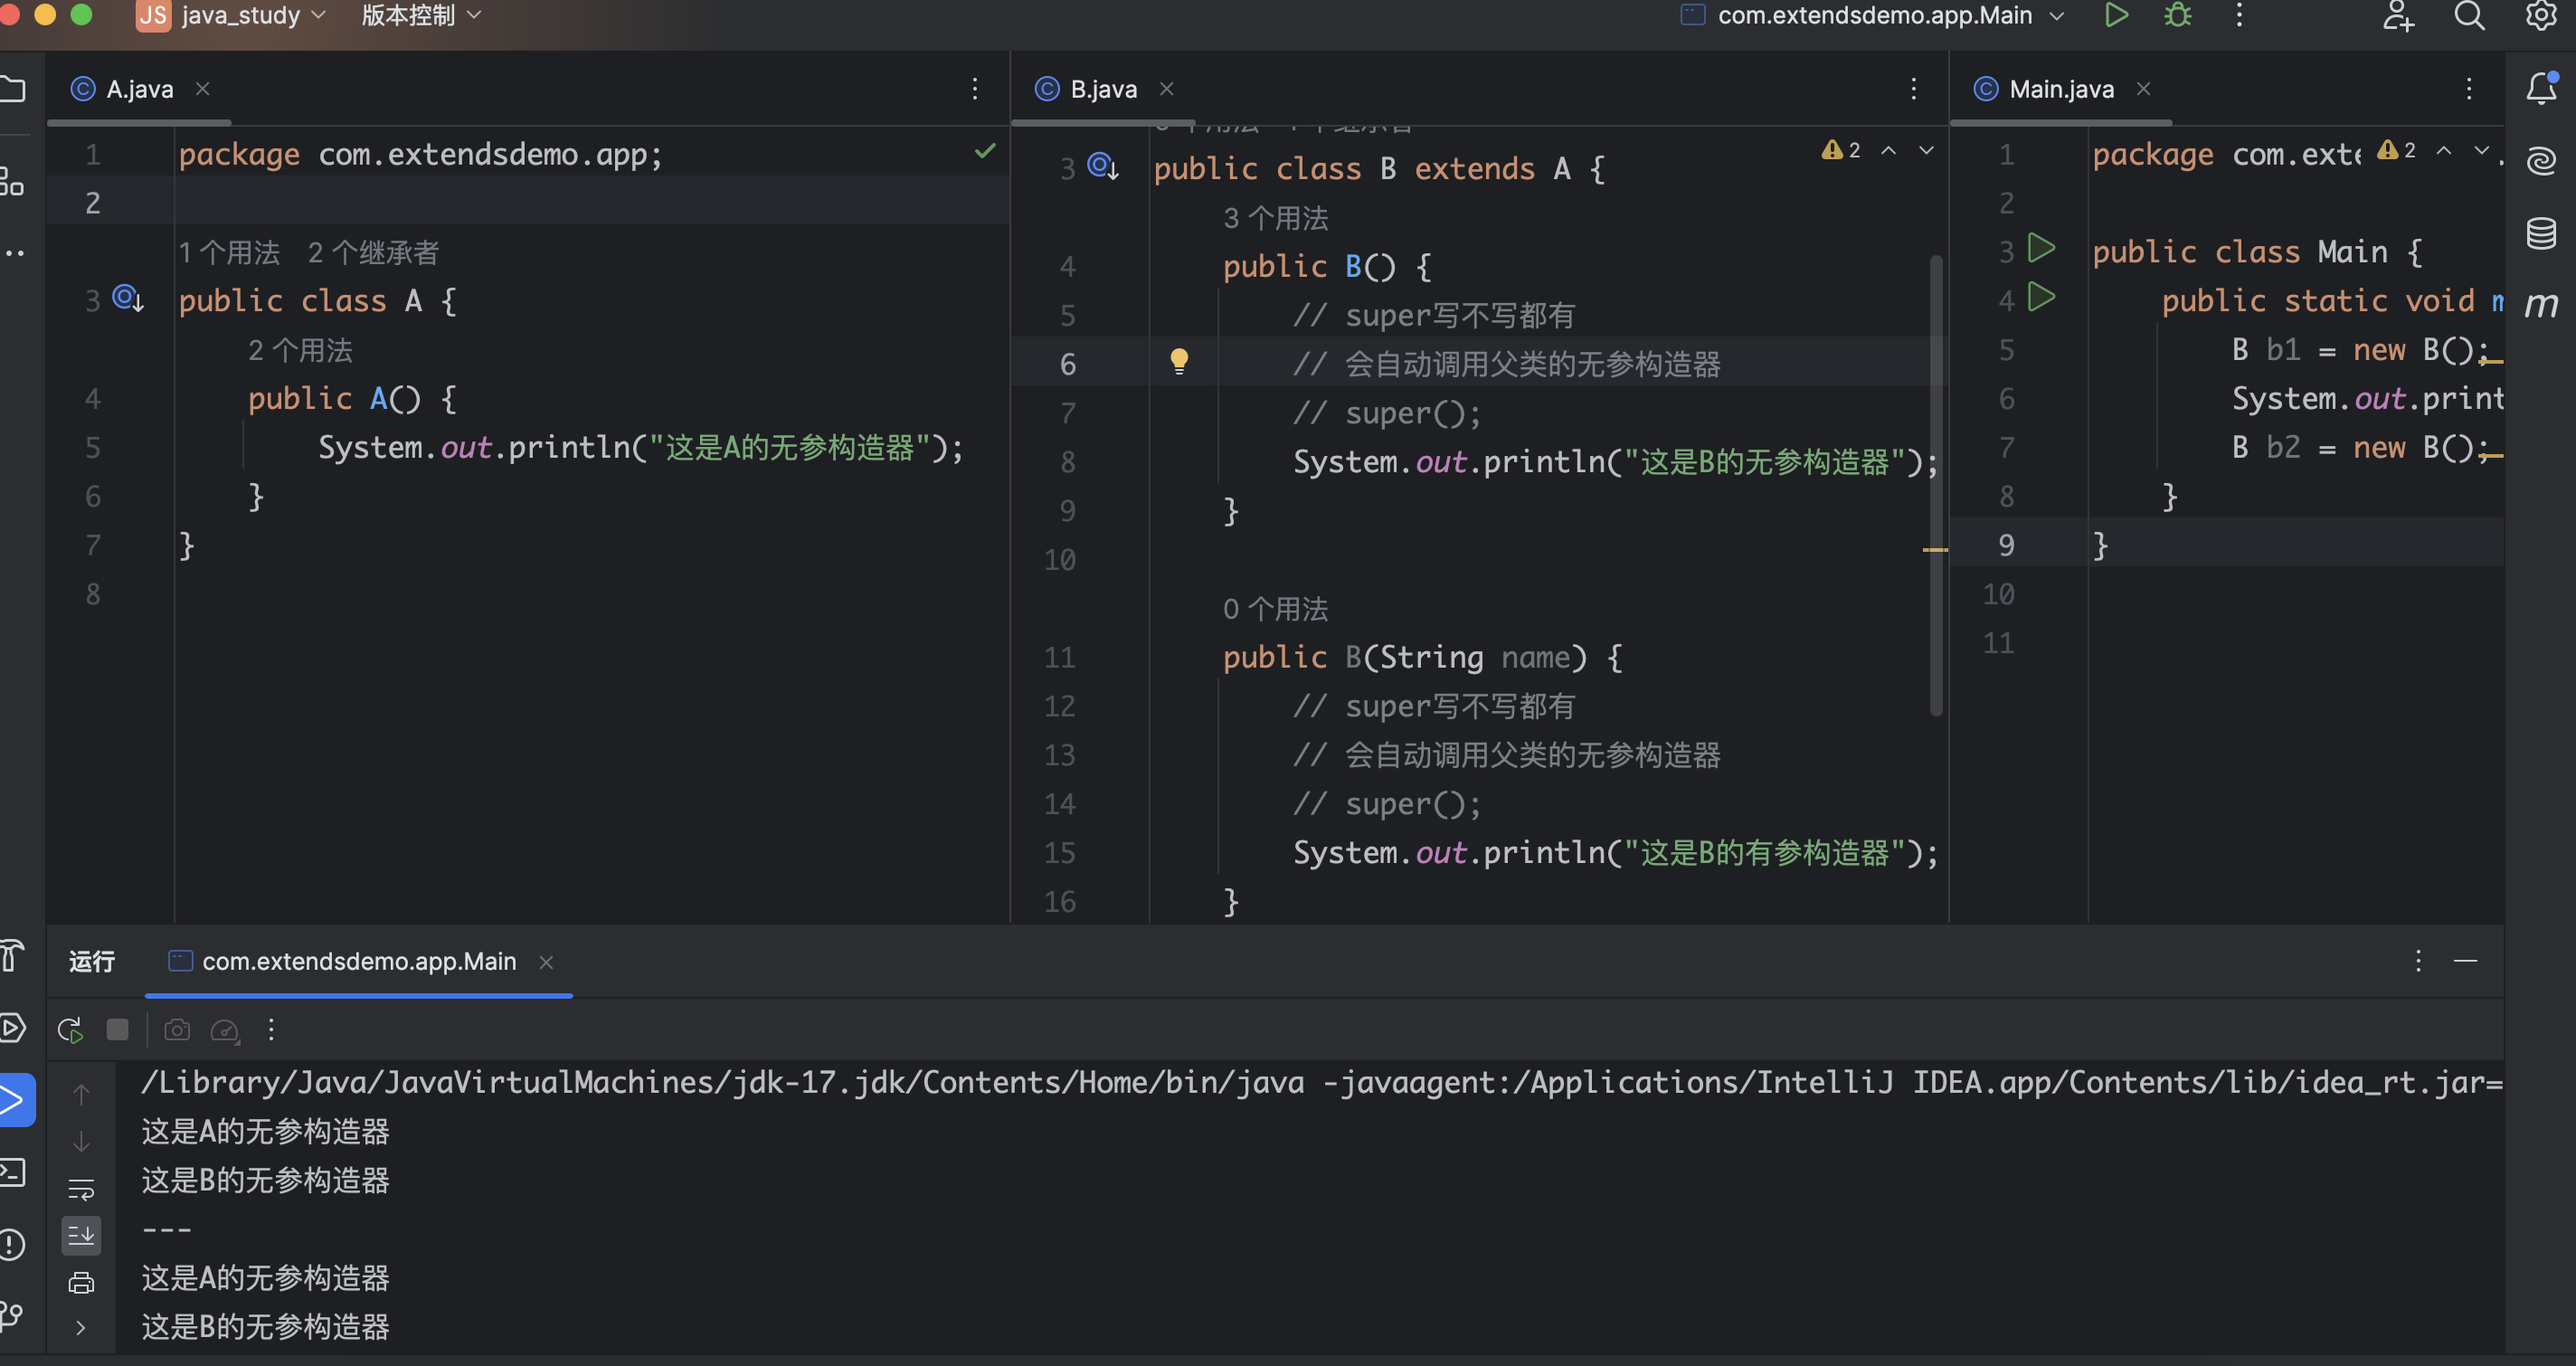 JS java_study 版本控制 com.extendsdemo.app.Main
A.java
1 package com.extendsdemo.app;
2
1 个用法 2 个继承者
3 public class A {
2 个用法
4 public A() {
5 System.out.println("这是A的无参构造器");
6 }
7 }
8
B.java
2
3 public class B extends A {
3 个用法
4 public B() {
5 // super写不写都有
6 // 会自动调用父类的无参构造器
7 // super();
8 System.out.println("这是B的无参构造器");
9 }
10
0 个用法
11 public B(String name) {
12 // super写不写都有
13 // 会自动调用父类的无参构造器
14 // super();
15 System.out.println("这是B的有参构造器");
16 }
Main.java
1 package com.exte
2
2
3 public class Main {
4 public static void m
5 B b1 = new B();
6 System.out.print
7 B b2 = new B();
8 }
9 }
10
11
m
运行 com.extendsdemo.app.Main
/Library/Java/JavaVirtualMachines/jdk-17.jdk/Contents/Home/bin/java -javaagent:/Applications/IntelliJ IDEA.app/Contents/lib/idea_rt.jar=
这是A的无参构造器
这是B的无参构造器
---
这是A的无参构造器
这是B的无参构造器